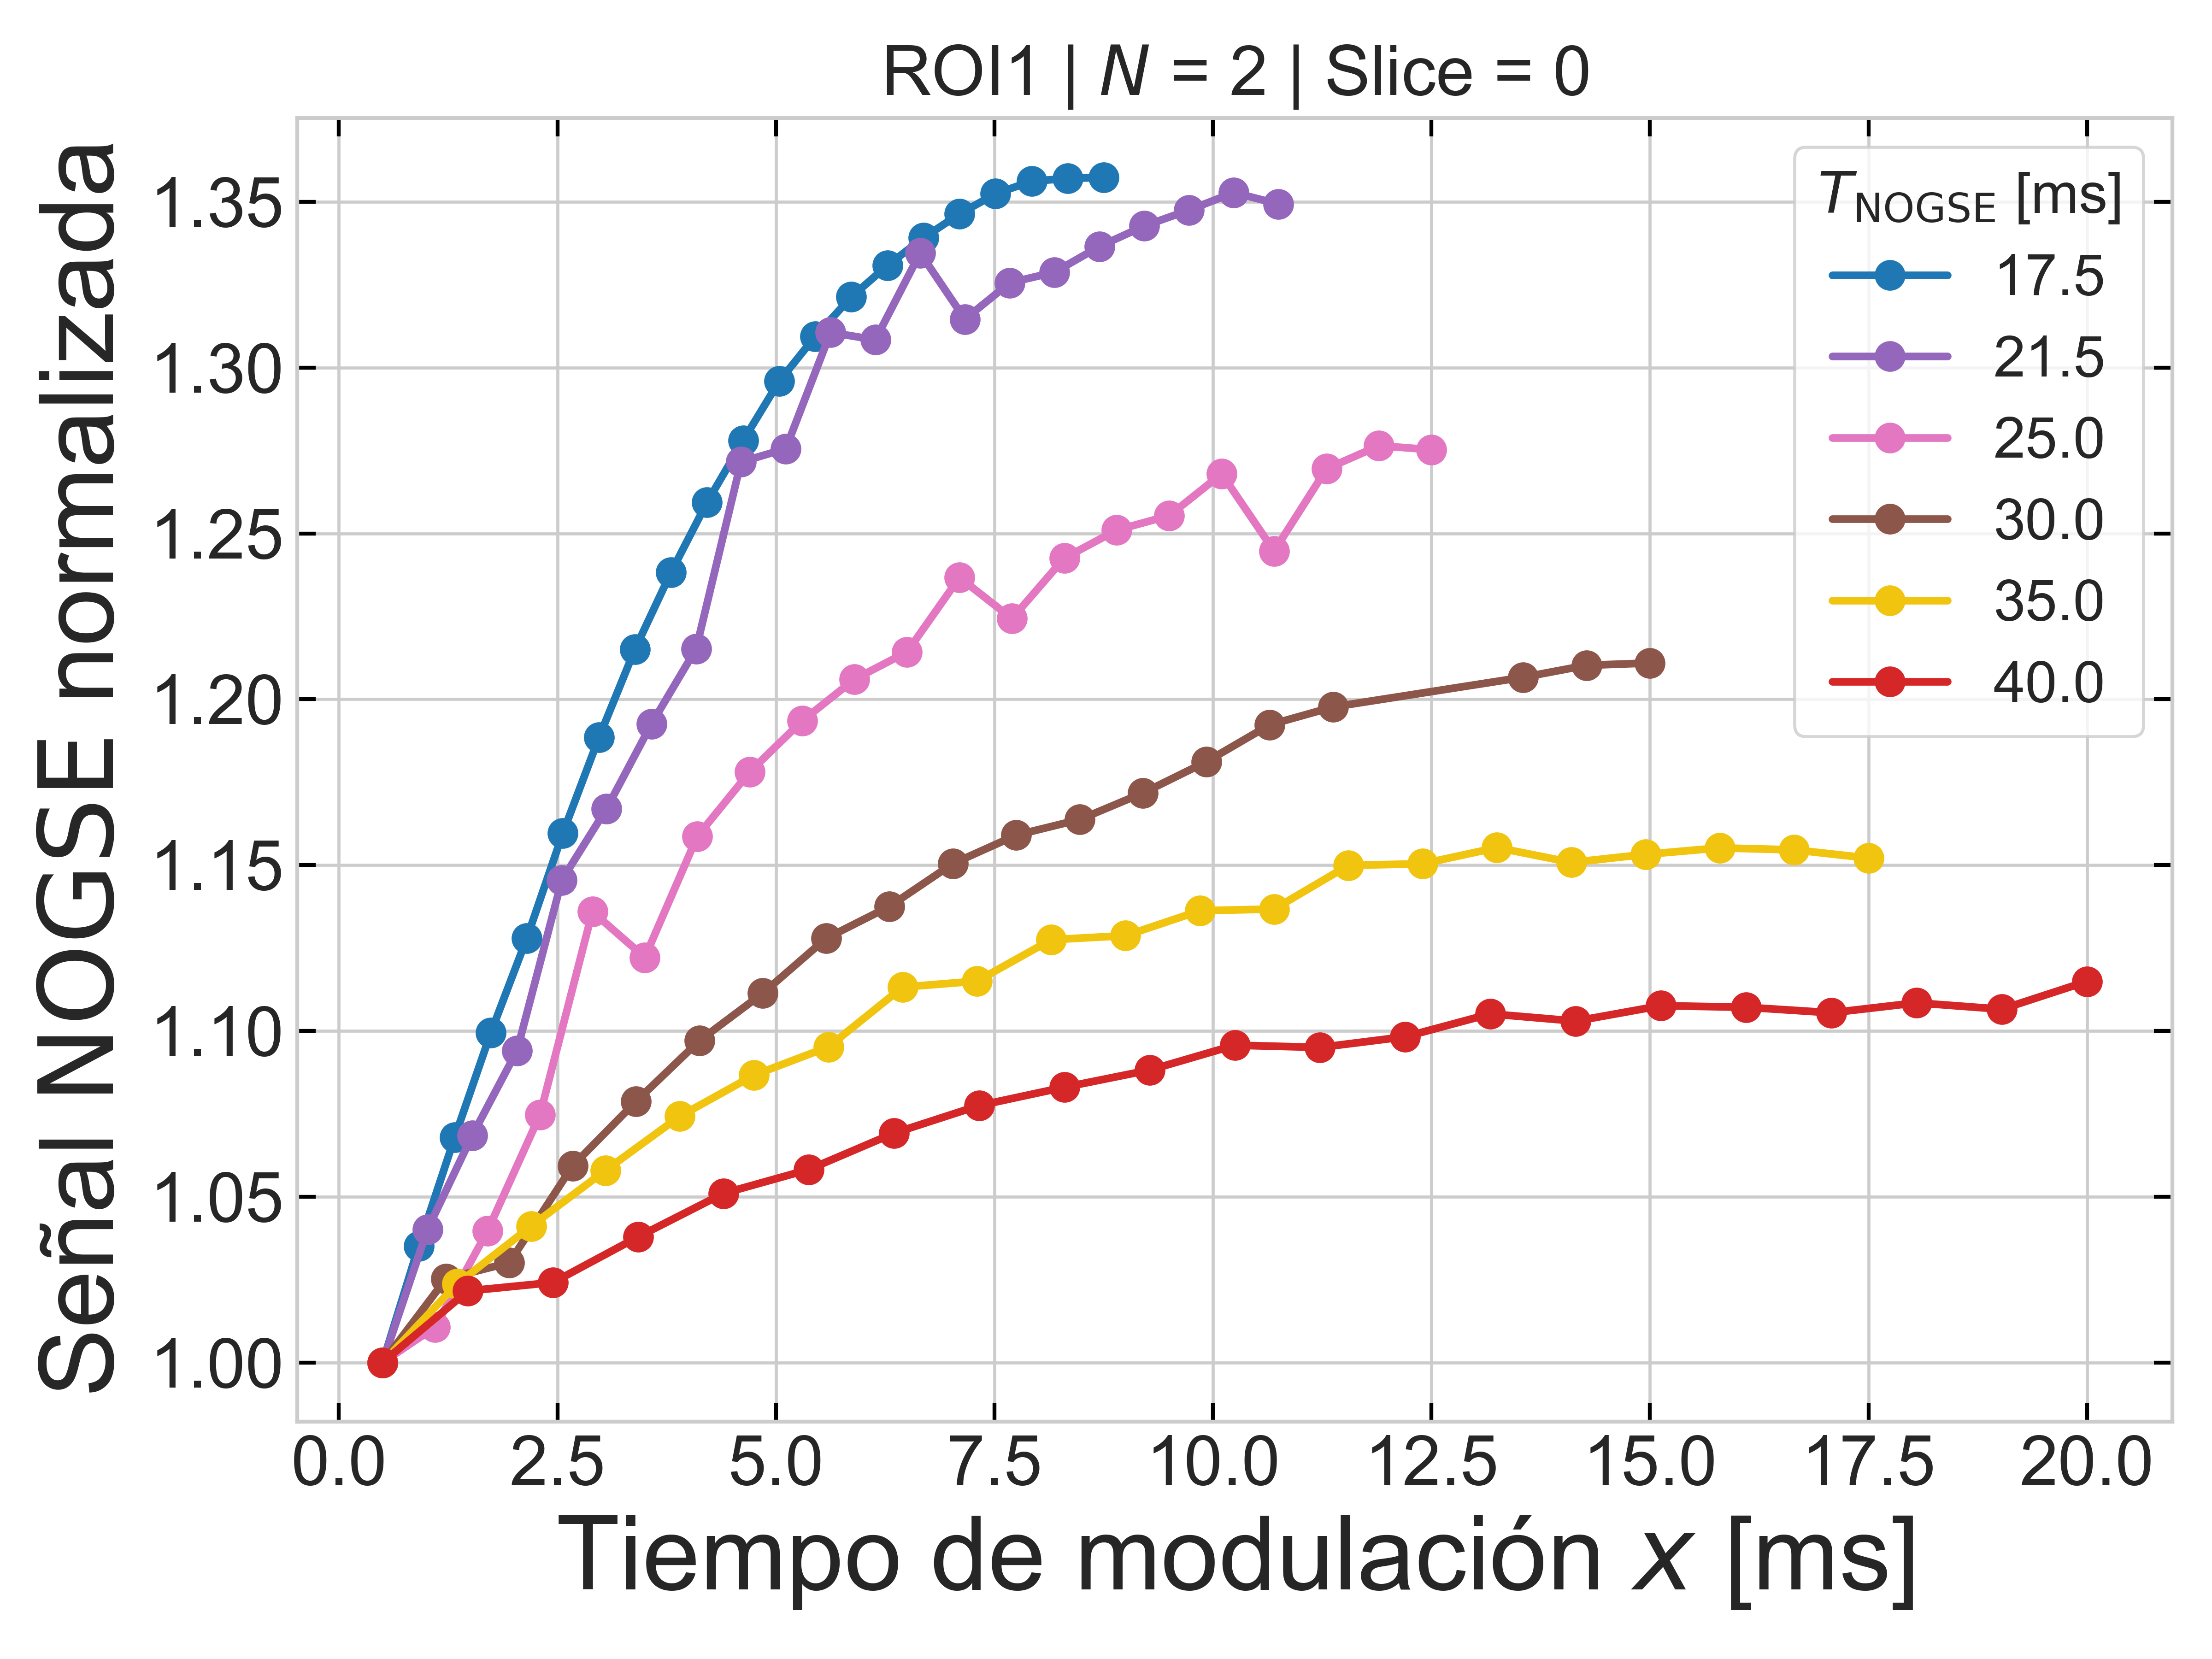 ROI1 | N = 2 | Slice = 0
Señal NOGSE normalizada
1.35
1.30
1.25
1.20
1.15
1.10
1.05
1.00
T_NOGSE [ms]
17.5
21.5
25.0
30.0
35.0
40.0
0.0 2.5 5.0 7.5 10.0 12.5 15.0 17.5 20.0
Tiempo de modulación x [ms]